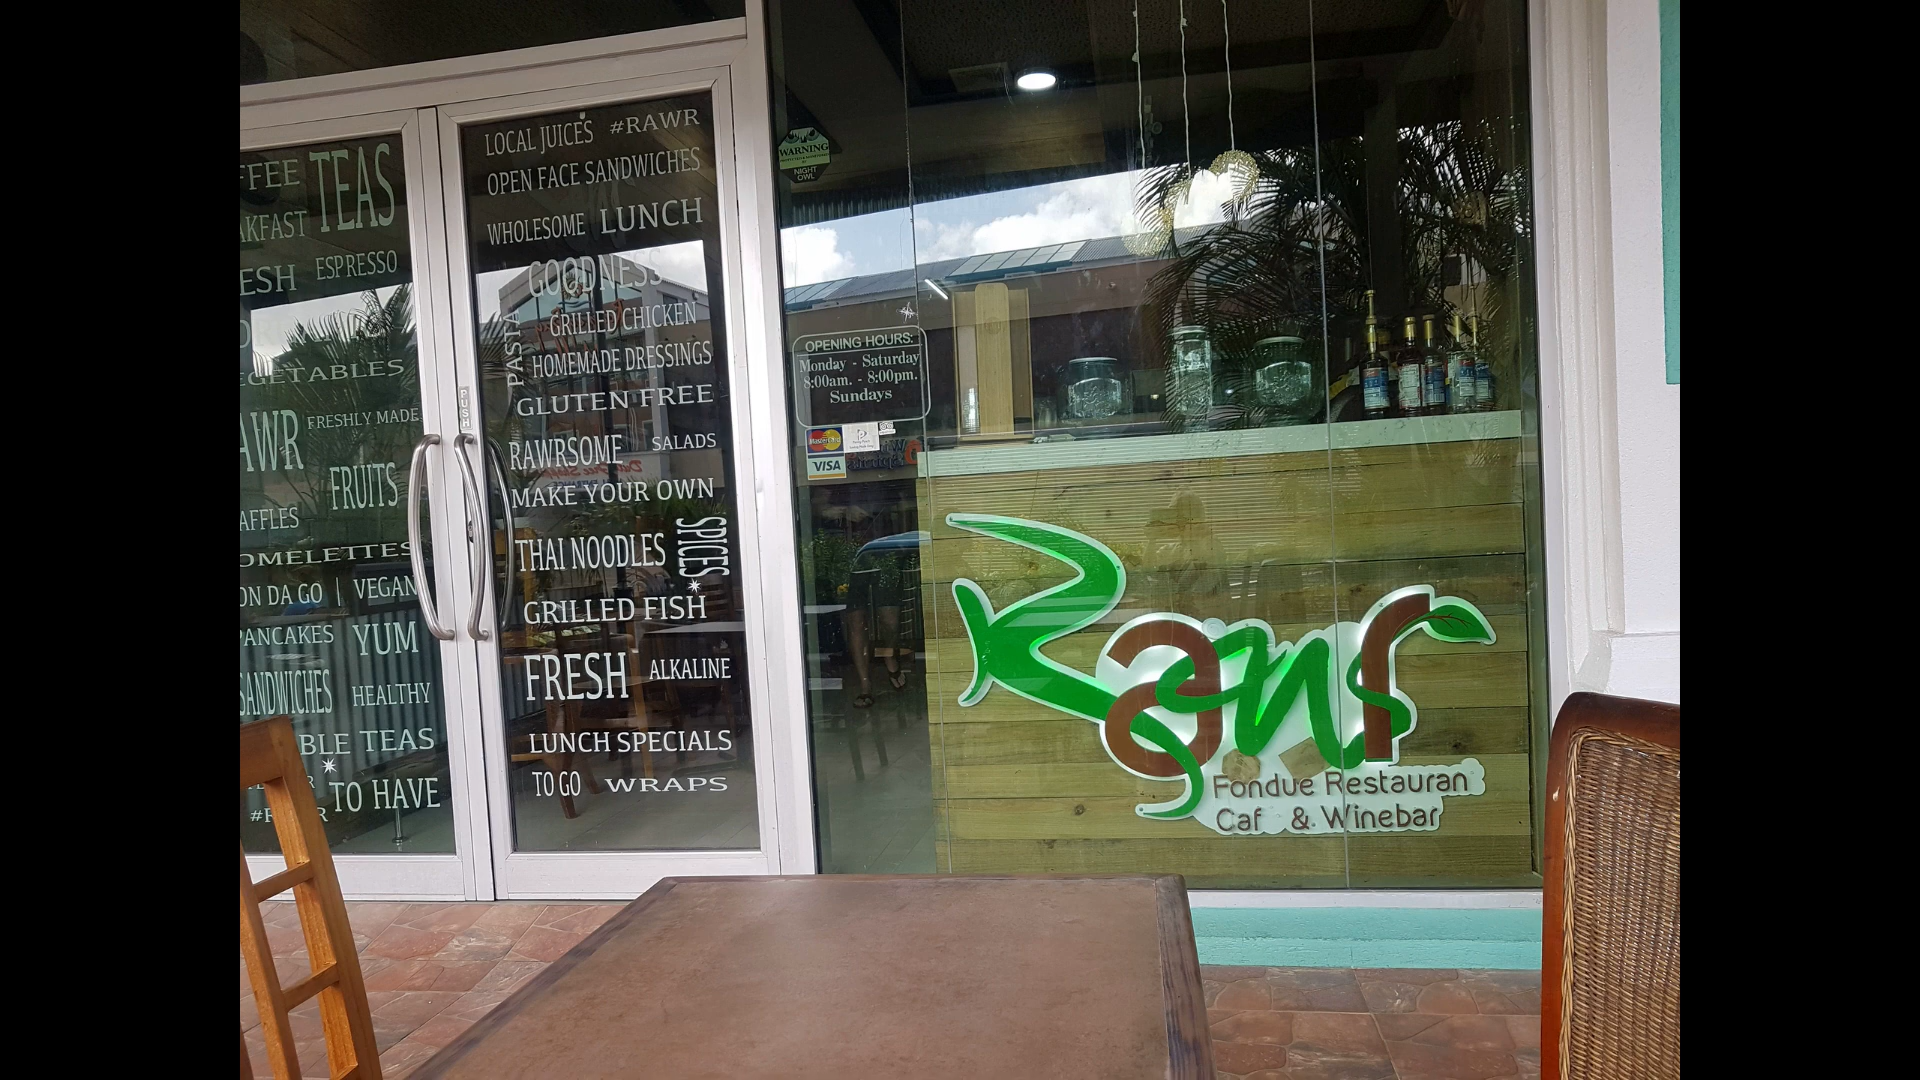 FFEE TEAS
AKFAST
ESH ESPRESSO
EGETABLES
AWR FRESHLY MADE
FRUITS
AFFLES
OMELETTES
ON DA GO | VEGAN
PANCAKES YUM
SANDWICHES HEALTHY
BLE TEAS
TO HAVE
PUSH
LOCAL JUICES #RAWR
OPEN FACE SANDWICHES
WHOLESOME LUNCH
GOODNESS
PASTA
GRILLED CHICKEN
HOMEMADE DRESSINGS
GLUTEN FREE
RAWRSOME SALADS
MAKE YOUR OWN
THAI NOODLES SPICES
GRILLED FISH
FRESH ALKALINE
LUNCH SPECIALS
TO GO WRAPS
WARNING
NIGHT
OWL
OPENING HOURS:
Monday - Saturday
8:00am. - 8:00pm.
Sundays
MasterCard
VISA
Fondue Restauran
Caf & Winebar